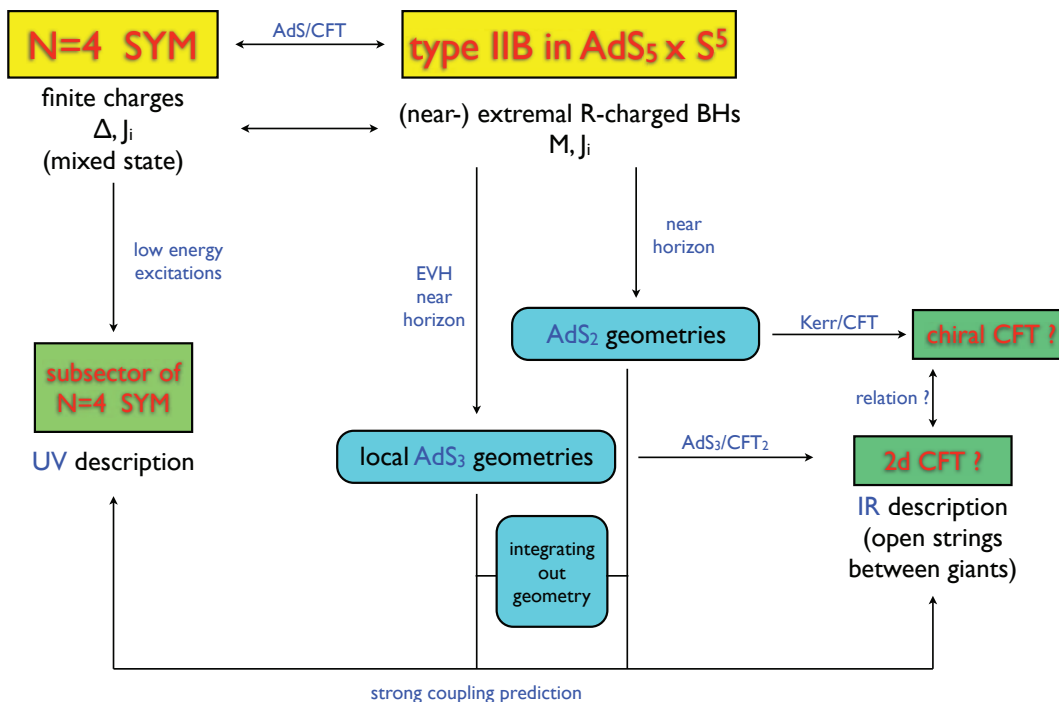 N=4 SYM
AdS/CFT
type IIB in AdS₅ x S⁵
finite charges
Δ, Jᵢ
(mixed state)
(near-) extremal R-charged BHs
M, Jᵢ
low energy
excitations
EVH
near
horizon
near
horizon
AdS₂ geometries
Kerr/CFT
chiral CFT ?
subsector of
N=4 SYM
relation ?
UV description
local AdS₃ geometries
AdS₃/CFT₂
2d CFT ?
IR description
(open strings
between giants)
integrating
out
geometry
strong coupling prediction